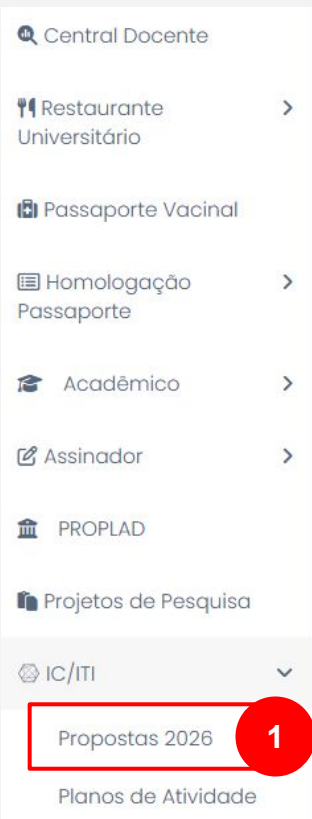 Central Docente
Restaurante
Universitário
Passaporte Vacinal
Homologação
Passaporte
Acadêmico
Assinador
PROPLAD
Projetos de Pesquisa
IC/ITI
Propostas 2026
1
Planos de Atividade